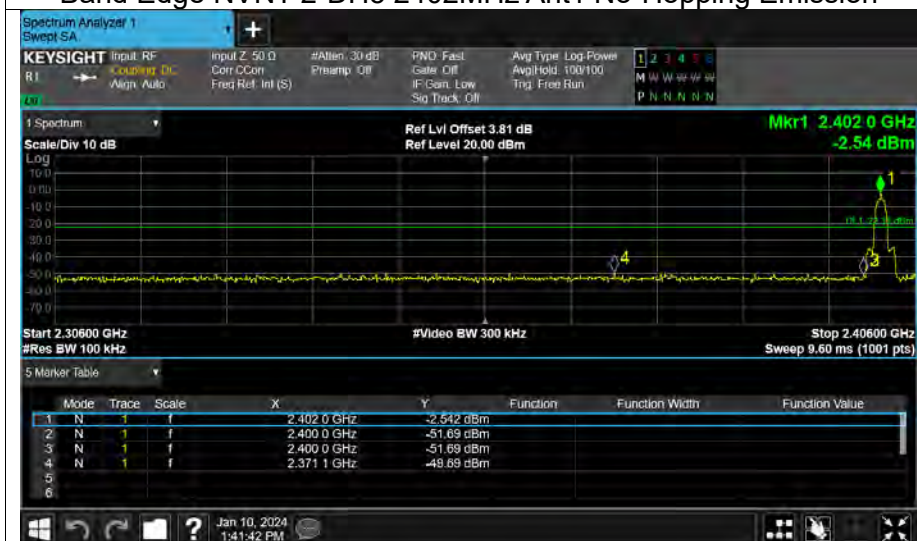 Band Edge NVNT 2-DH5 2402MHz Ant1 No-Hopping Emission
Spectrum Analyzer 1
Swept SA
+
KEYSIGHT Input: RF
R1
Coupling: DC
Align: Auto
Input Z: 50 Ω
Corr CCorr
Freq Ref: Int (S)
#Atten: 30 dB
Preamp: Off
PNO: Fast
Gate: Off
IF Gain: Low
Sig Track: Off
Avg Type: Log-Power
Avg|Hold: 100/100
Trig: Free Run
1 2 3 4 5 6
M W W W W W
P N N N N N
1 Spectrum
Scale/Div 10 dB
Ref Lvl Offset 3.81 dB
Ref Level 20.00 dBm
Mkr1 2.402 0 GHz
-2.54 dBm
Log
10.0
0.00
-10.0
-20.0
-30.0
-40.0
-50.0
-60.0
-70.0
1
4
3
Start 2.30600 GHz
#Res BW 100 kHz
#Video BW 300 kHz
Stop 2.40600 GHz
Sweep 9.60 ms (1001 pts)
5 Marker Table
Mode Trace Scale X Y Function Function Width Function Value
1 N 1 f 2.402 0 GHz -2.542 dBm
2 N 1 f 2.400 0 GHz -51.69 dBm
3 N 1 f 2.400 0 GHz -51.69 dBm
4 N 1 f 2.371 1 GHz -49.69 dBm
5
6
?
Jan 10, 2024
1:41:42 PM